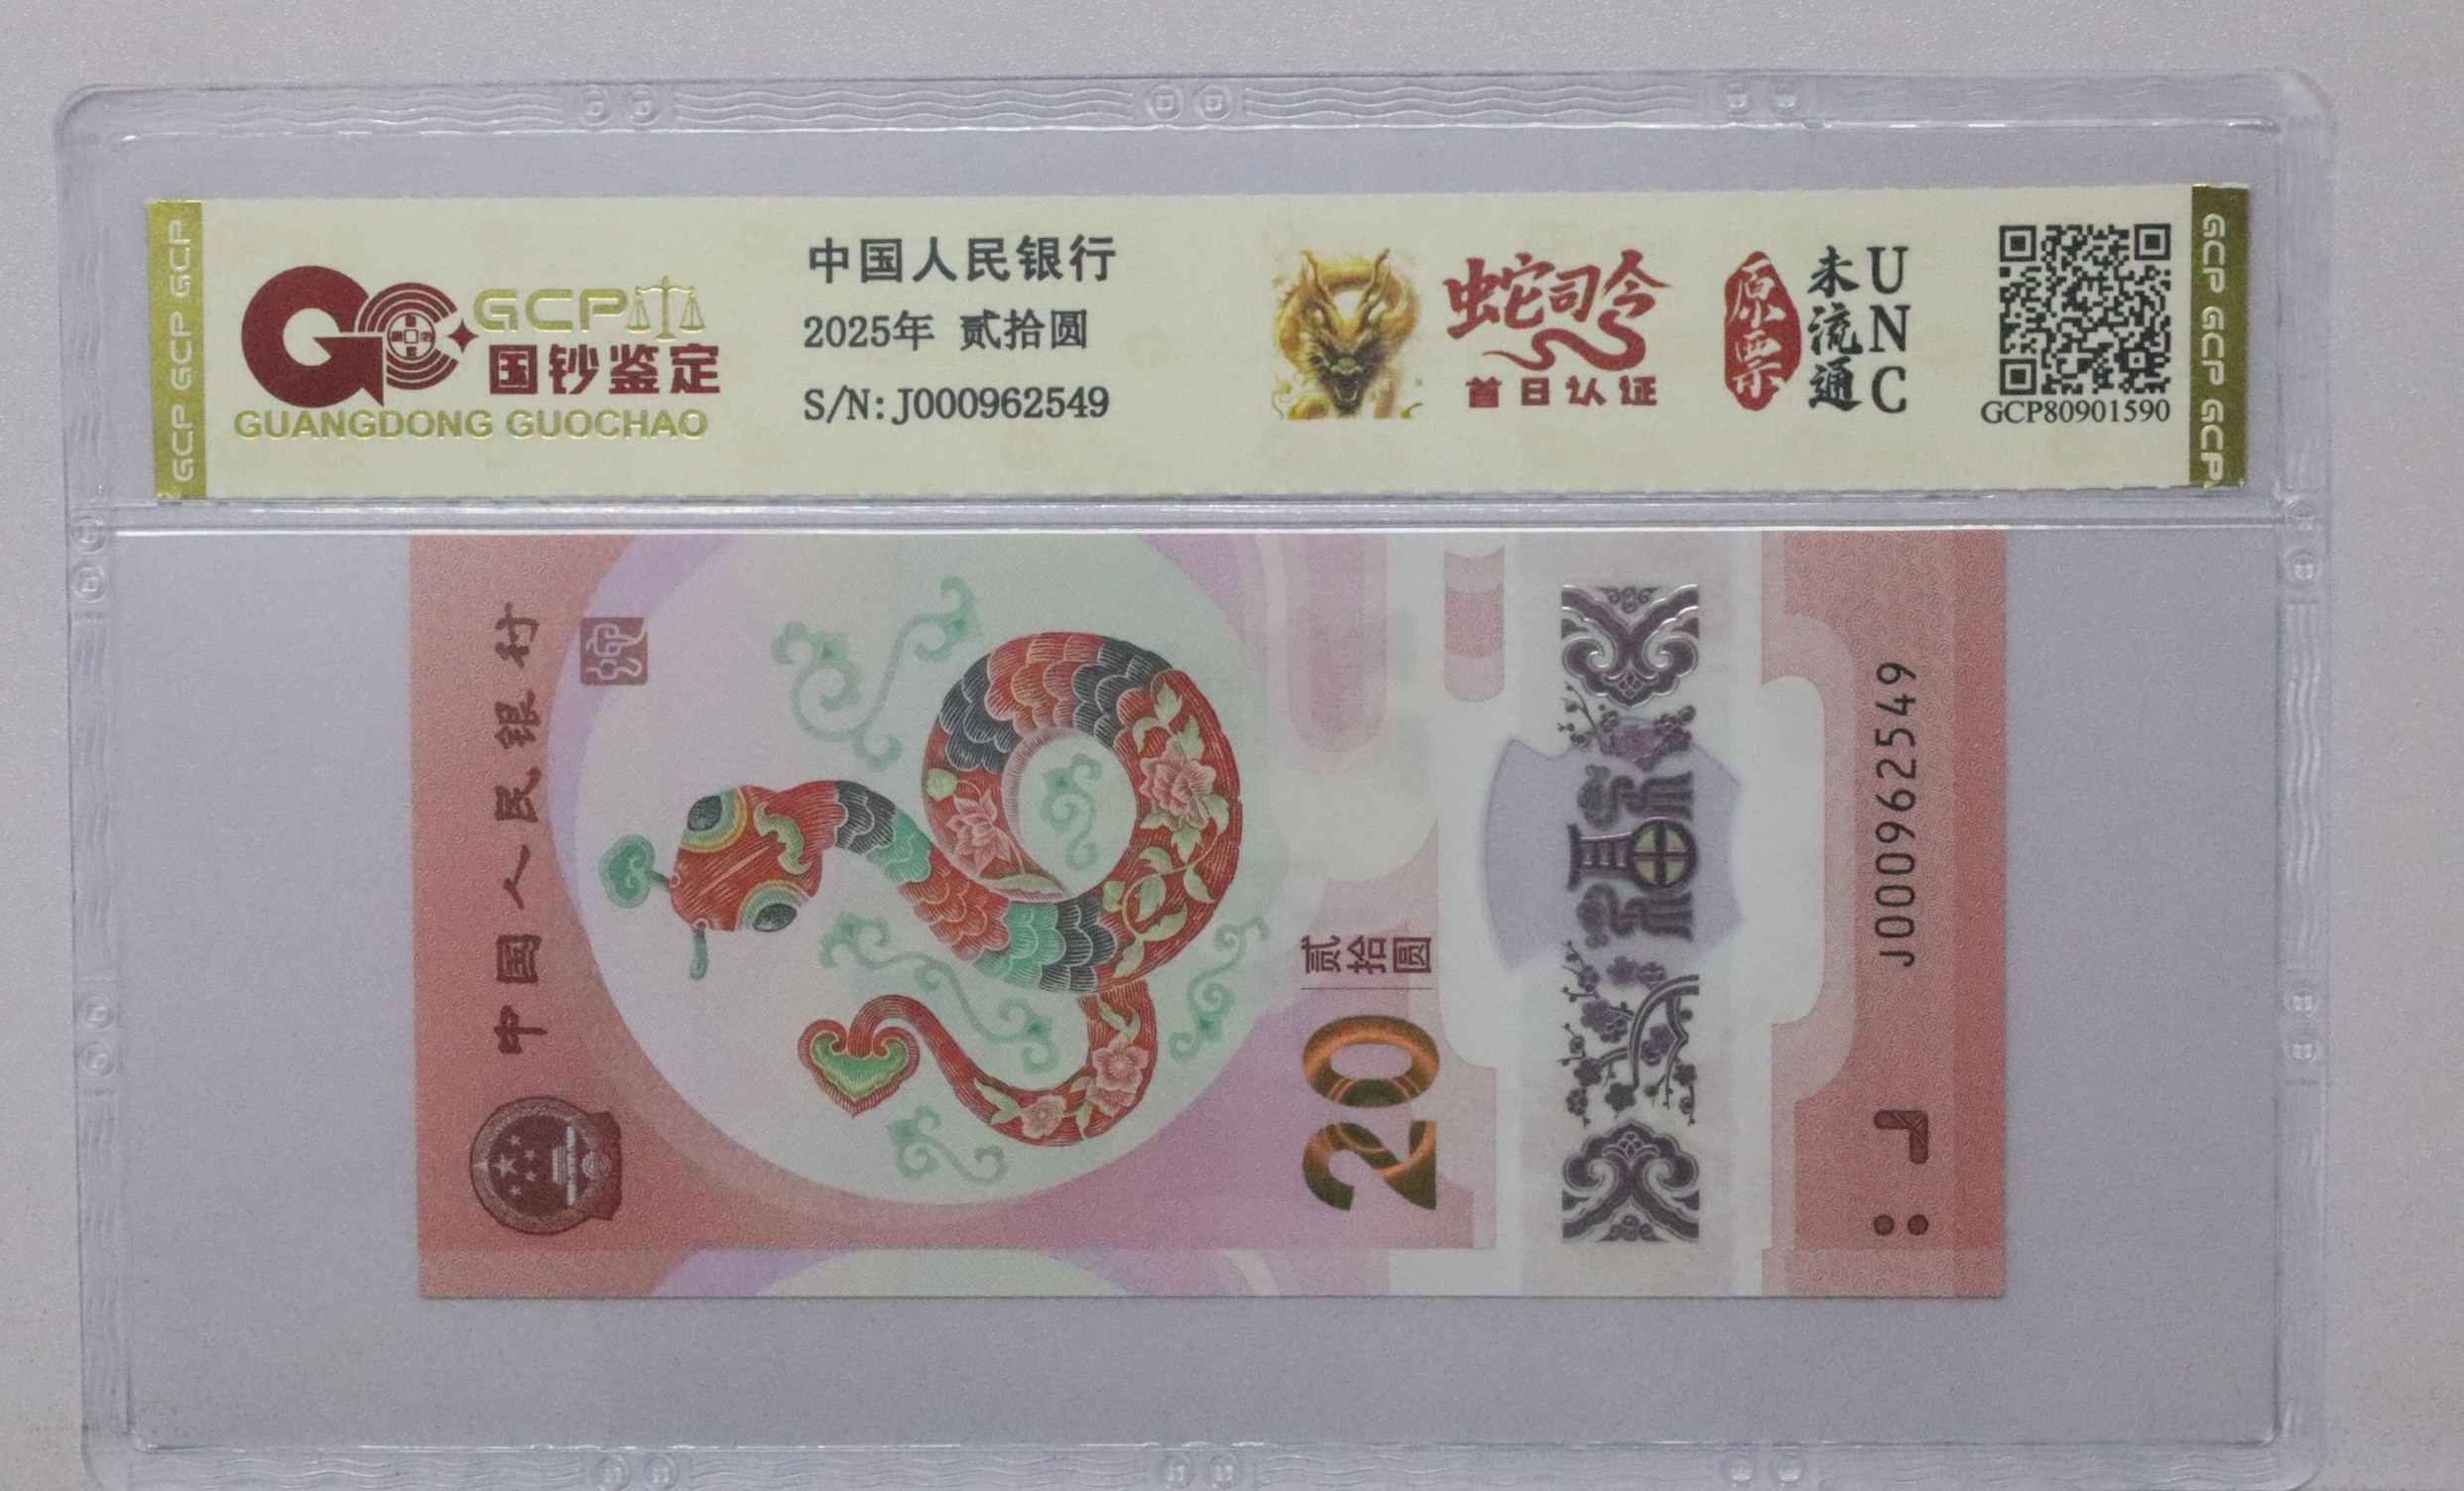 GCP GCP GCP
GCP
国钞鉴定
GUANGDONG GUOCHAO
中国人民银行
2025年 贰拾圆
S/N: J000962549
蛇司令
首日认证
原票
未流通
UNC
GCP80901590
GCP GCP GCP
中国人民银行
20
贰拾圆
福
J000962549